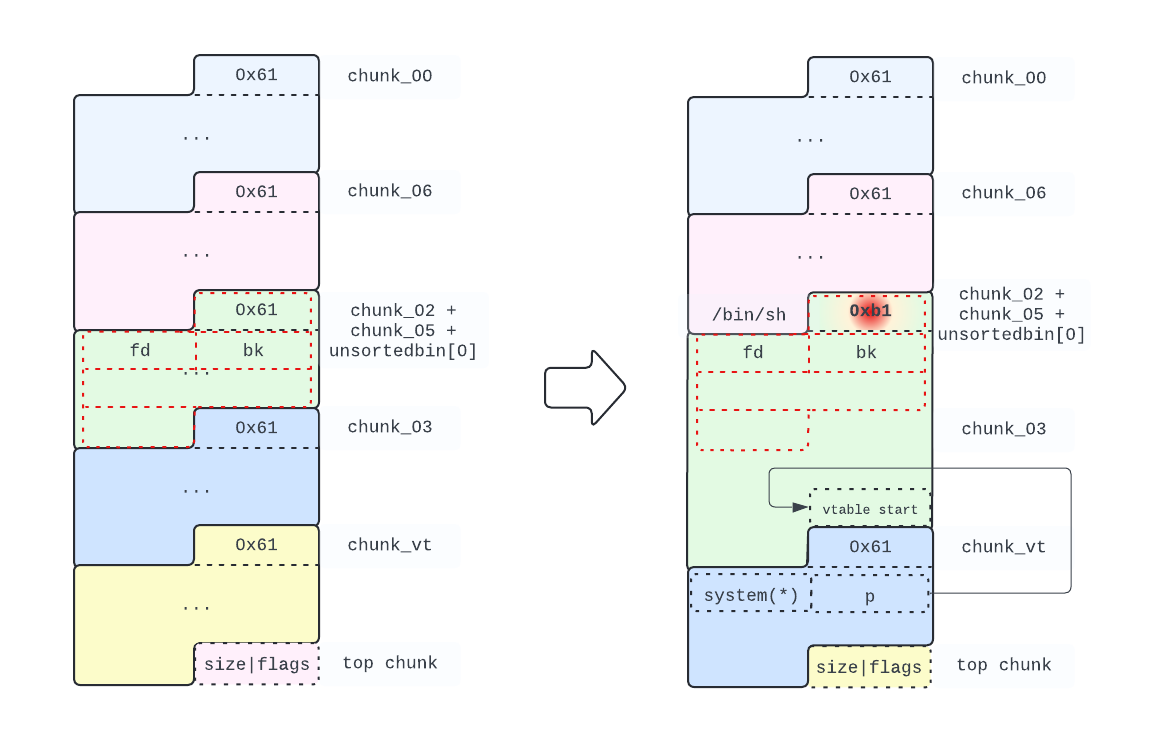 0x61
chunk_00
...
0x61
chunk_06
...
0x61
chunk_02 +
chunk_05 +
unsortedbin[0]
fd
bk
...
0x61
chunk_03
...
0x61
chunk_vt
...
size|flags
top chunk
0x61
chunk_00
...
0x61
chunk_06
...
/bin/sh
0xb1
chunk_02 +
chunk_05 +
unsortedbin[0]
fd
bk
chunk_03
vtable start
0x61
chunk_vt
system(*)
p
size|flags
top chunk